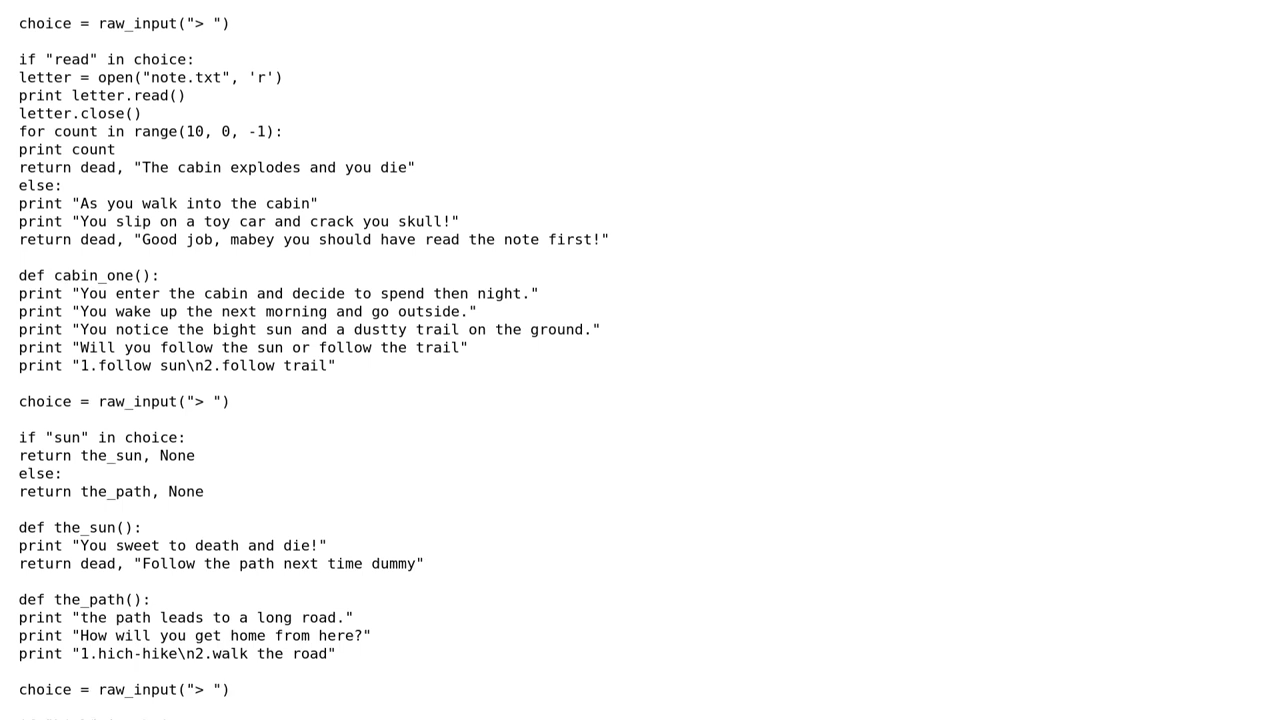 choice = raw_input("> ")
if "read" in choice:
letter = open("note.txt", 'r')
print letter.read()
letter.close()
for count in range(10, 0, -1):
print count
return dead, "The cabin explodes and you die"
else:
print "As you walk into the cabin"
print "You slip on a toy car and crack you skull!"
return dead, "Good job, mabey you should have read the note first!"
def cabin_one():
print "You enter the cabin and decide to spend then night."
print "You wake up the next morning and go outside."
print "You notice the bight sun and a dustty trail on the ground."
print "Will you follow the sun or follow the trail"
print "1.follow sun\n2.follow trail"
choice = raw_input("> ")
if "sun" in choice:
return the_sun, None
else:
return the_path, None
def the_sun():
print "You sweet to death and die!"
return dead, "Follow the path next time dummy"
def the_path():
print "the path leads to a long road."
print "How will you get home from here?"
print "1.hich-hike\n2.walk the road"
choice = raw_input("> ")